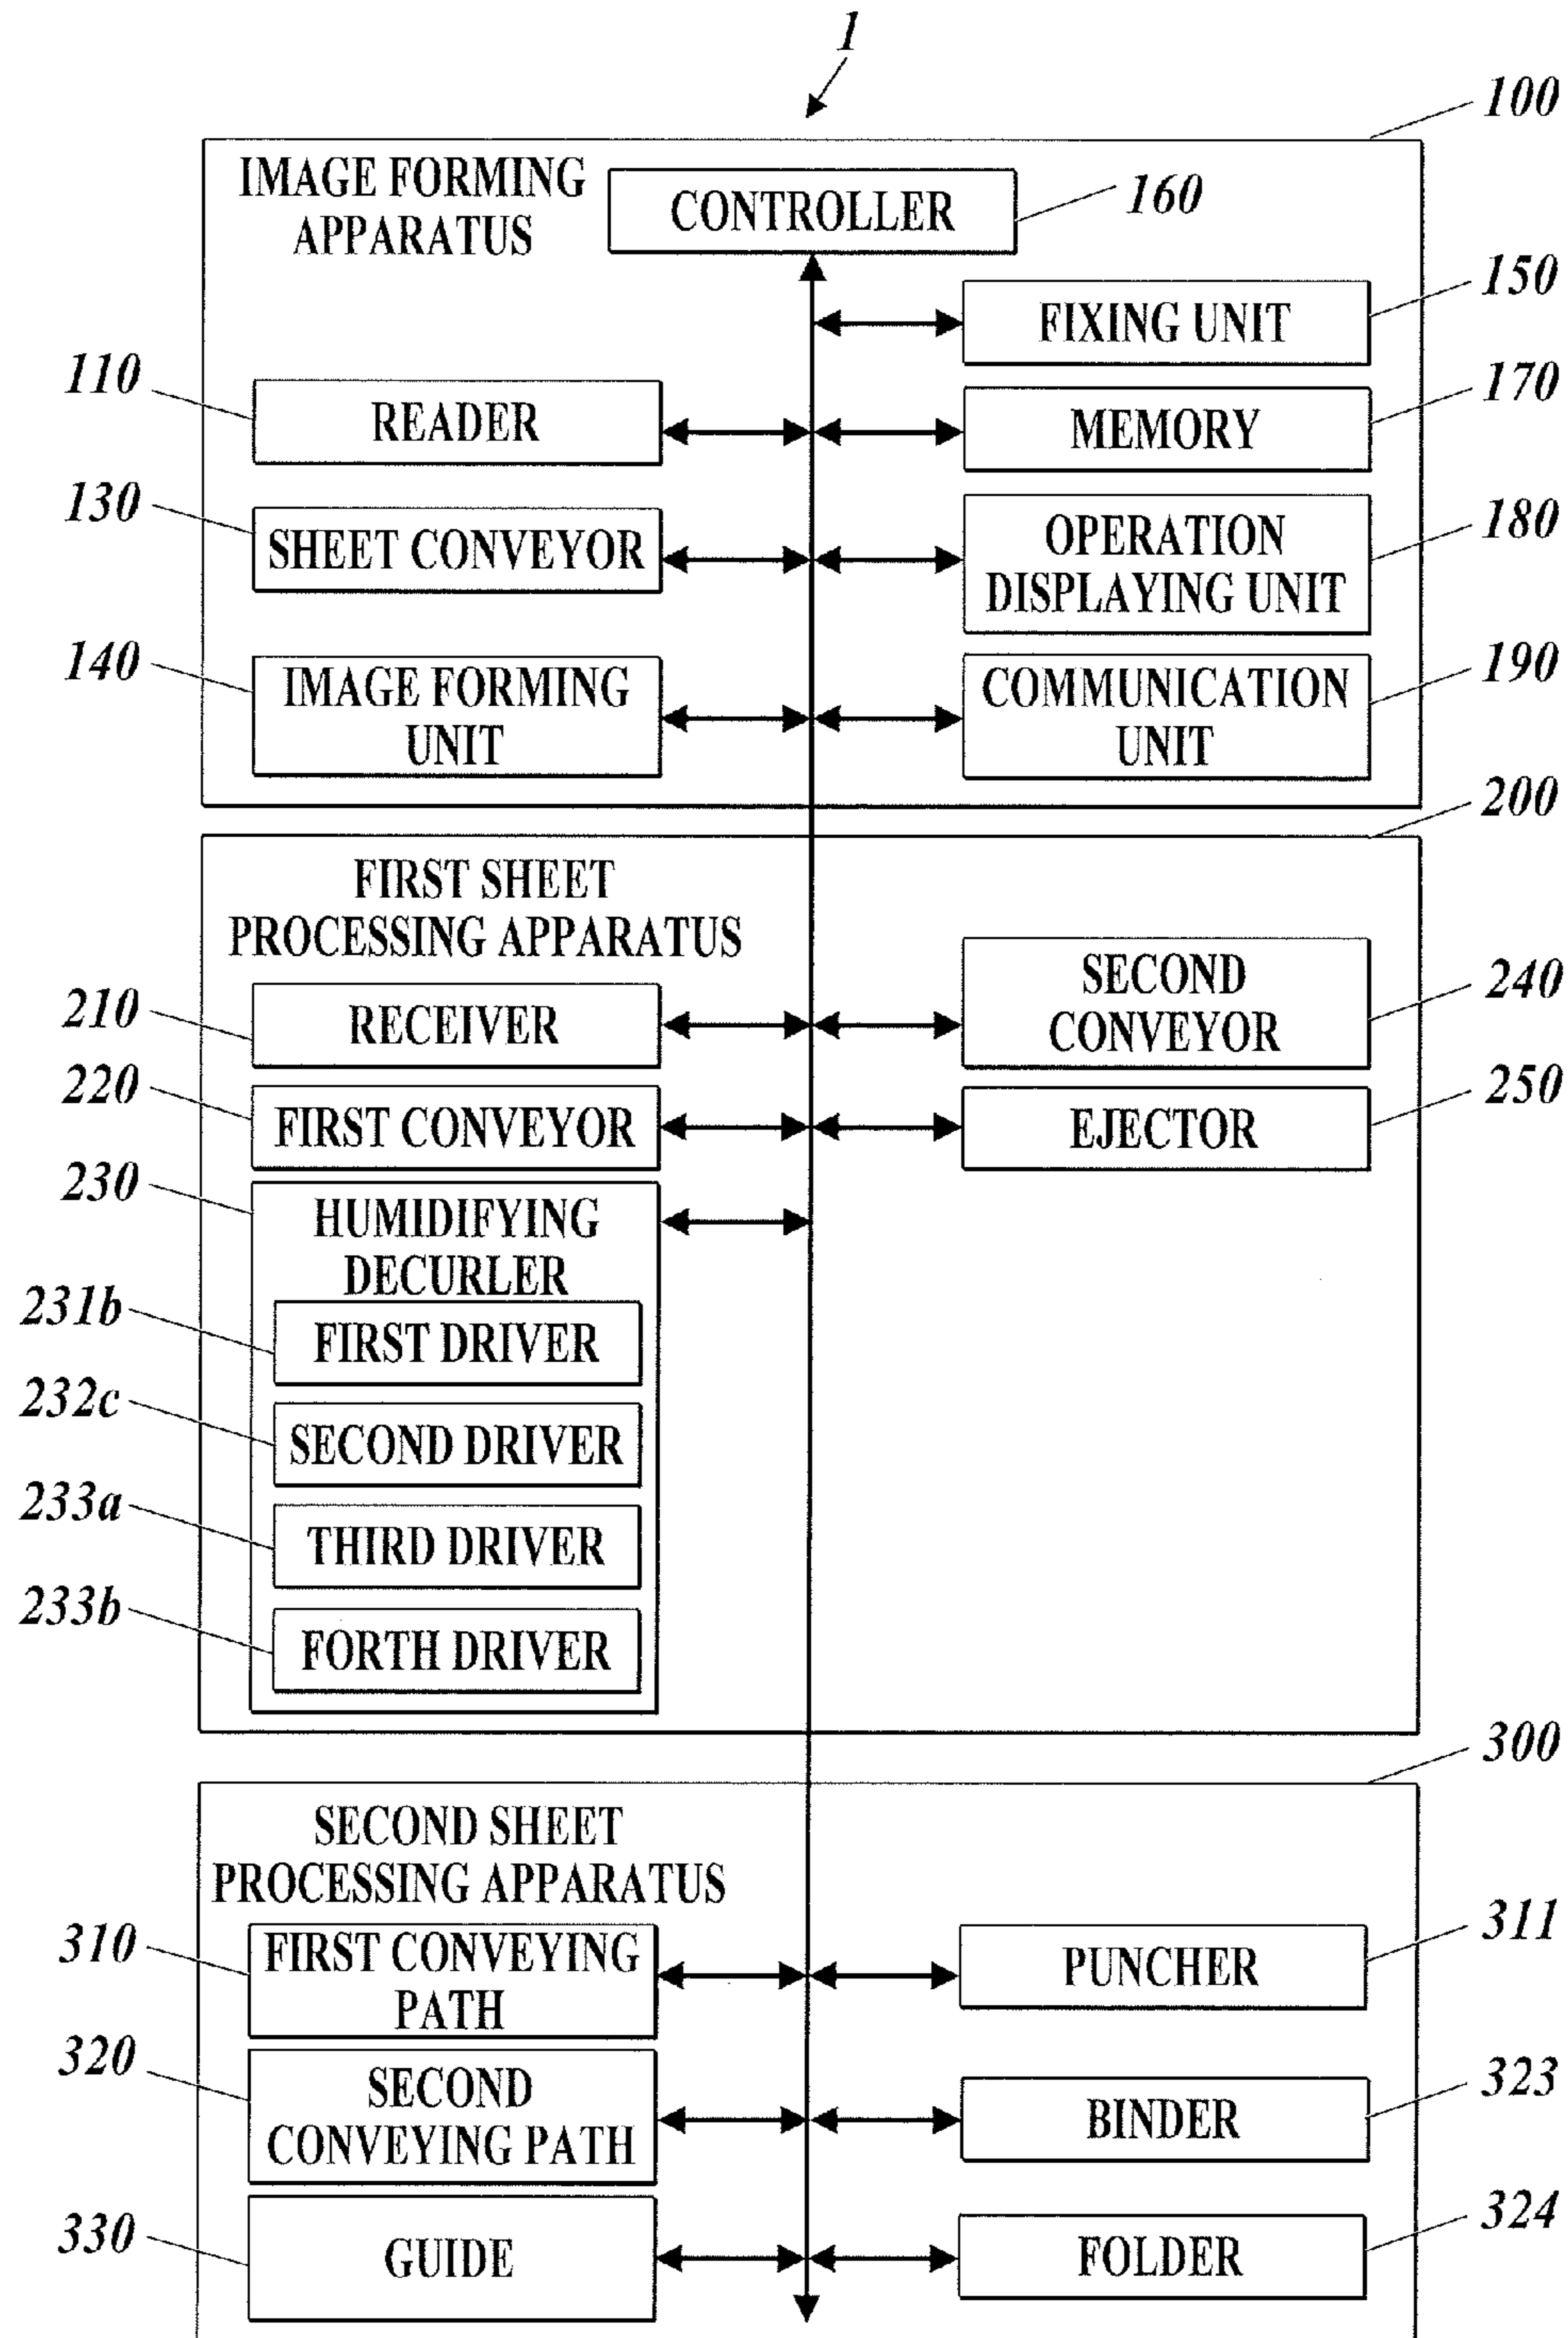 1
100
IMAGE FORMING
APPARATUS
CONTROLLER
160
150
FIXING UNIT
110
READER
170
MEMORY
130
SHEET CONVEYOR
180
OPERATION
DISPLAYING UNIT
140
IMAGE FORMING
UNIT
190
COMMUNICATION
UNIT
200
FIRST SHEET
PROCESSING APPARATUS
210
RECEIVER
240
SECOND
CONVEYOR
220
FIRST CONVEYOR
250
EJECTOR
230
HUMIDIFYING
DECURLER
231b
FIRST DRIVER
232c
SECOND DRIVER
233a
THIRD DRIVER
233b
FORTH DRIVER
300
SECOND SHEET
PROCESSING APPARATUS
310
FIRST CONVEYING
PATH
311
PUNCHER
320
SECOND
CONVEYING PATH
323
BINDER
330
GUIDE
324
FOLDER